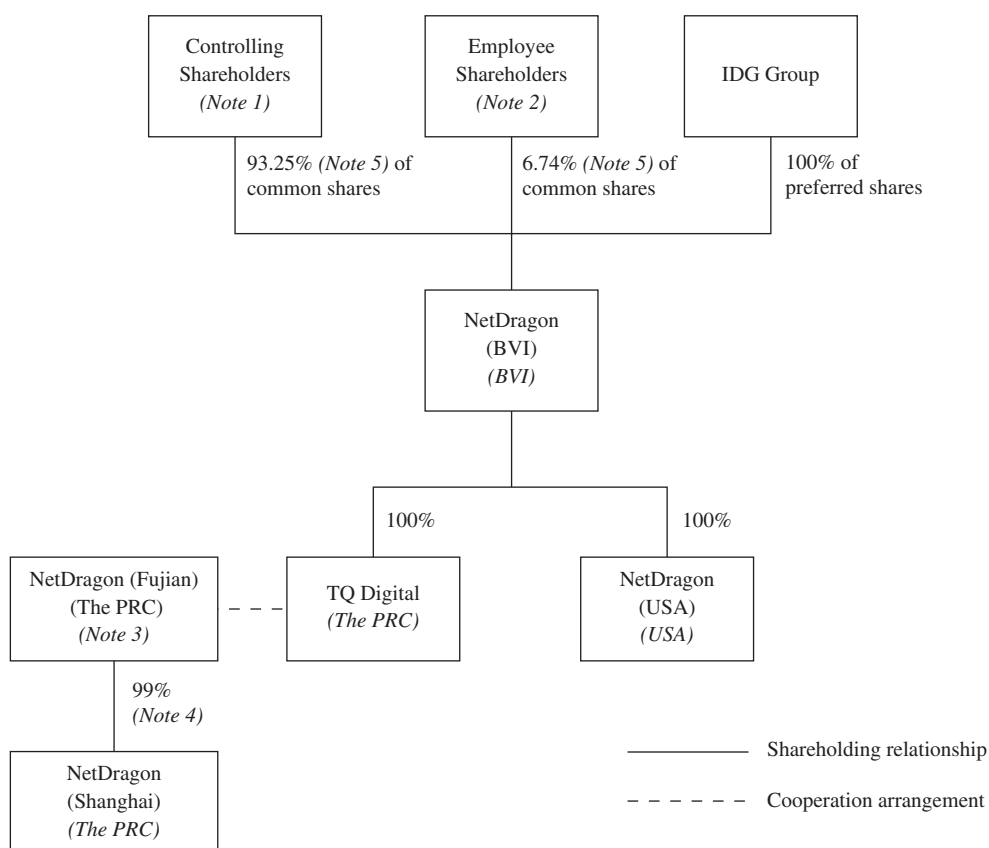 Controlling
Shareholders
(Note 1)
Employee
Shareholders
(Note 2)
IDG Group
93.25% (Note 5) of
common shares
6.74% (Note 5) of
common shares
100% of
preferred shares
NetDragon
(BVI)
(BVI)
100%
100%
NetDragon (Fujian)
(The PRC)
(Note 3)
TQ Digital
(The PRC)
NetDragon
(USA)
(USA)
99%
(Note 4)
NetDragon
(Shanghai)
(The PRC)
Shareholding relationship
Cooperation arrangement